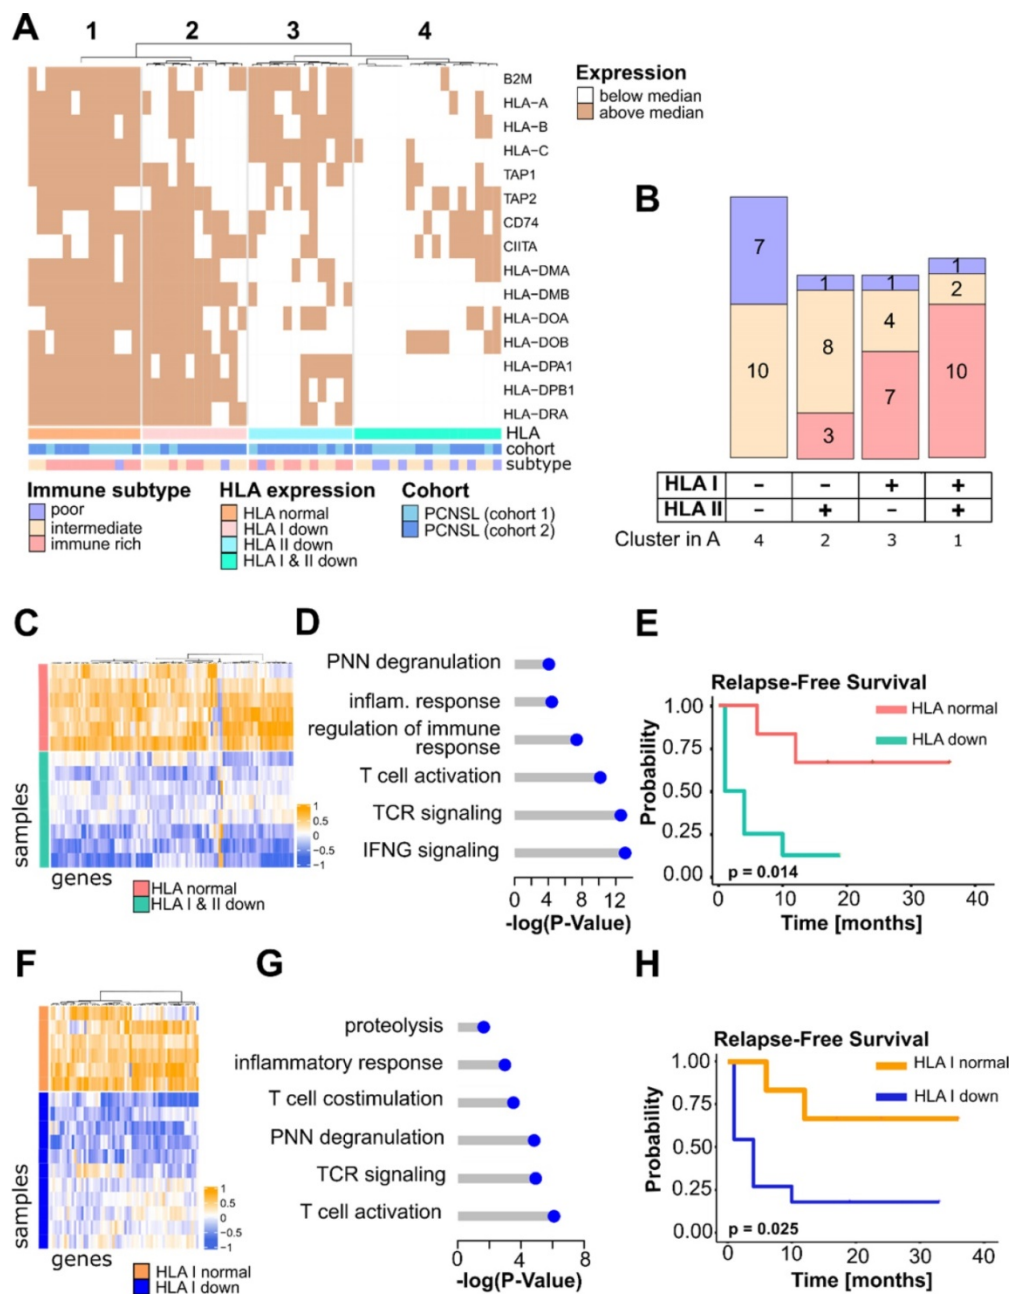 A
1 2 3 4
B2M
HLA-A
HLA-B
HLA-C
TAP1
TAP2
CD74
CIITA
HLA-DMA
HLA-DMB
HLA-DOA
HLA-DOB
HLA-DPA1
HLA-DPB1
HLA-DRA
HLA
cohort
subtype
Expression
below median
above median
Immune subtype
poor
intermediate
immune rich
HLA expression
HLA normal
HLA I down
HLA II down
HLA I & II down
Cohort
PCNSL (cohort 1)
PCNSL (cohort 2)
B
7 1 1 1
10 8 4 2
3 7 10
HLA I - - + +
HLA II - + - +
Cluster in A 4 2 3 1
C
samples
genes
1
0.5
0
-0.5
-1
HLA normal
HLA I & II down
D
PNN degranulation
inflam. response
regulation of immune
response
T cell activation
TCR signaling
IFNG signaling
0 4 8 12
-log(P-Value)
E
Relapse-Free Survival
HLA normal
HLA down
Probability
1.00
0.75
0.50
0.25
0.00
p = 0.014
0 10 20 30 40
Time [months]
F
samples
genes
1
0.5
0
-0.5
-1
HLA I normal
HLA I down
G
proteolysis
inflammatory response
T cell costimulation
PNN degranulation
TCR signaling
T cell activation
0 2 4 8
-log(P-Value)
H
Relapse-Free Survival
HLA I normal
HLA I down
Probability
1.00
0.75
0.50
0.25
0.00
p = 0.025
0 10 20 30 40
Time [months]